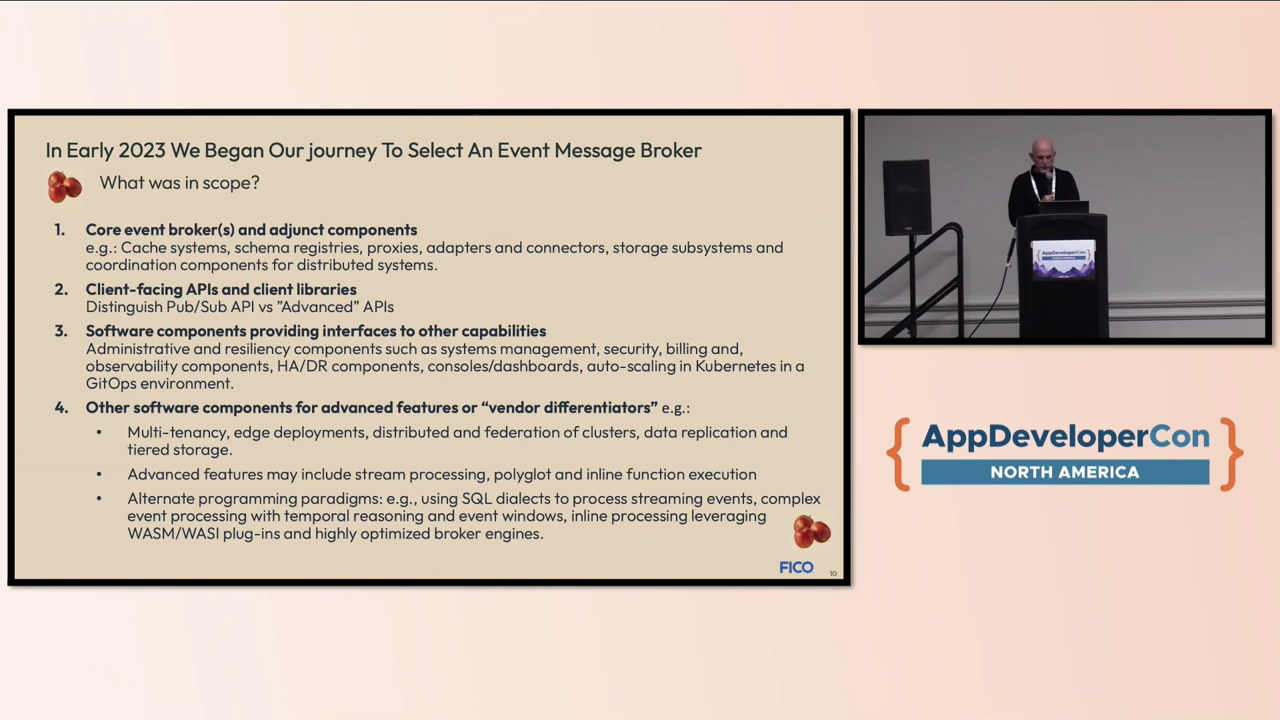 In Early 2023 We Began Our journey To Select An Event Message Broker
What was in scope?
1. Core event broker(s) and adjunct components
e.g.: Cache systems, schema registries, proxies, adapters and connectors, storage subsystems and
coordination components for distributed systems.
2. Client-facing APIs and client libraries
Distinguish Pub/Sub API vs ”Advanced” APIs
3. Software components providing interfaces to other capabilities
Administrative and resiliency components such as systems management, security, billing and,
observability components, HA/DR components, consoles/dashboards, auto-scaling in Kubernetes in a
GitOps environment.
4. Other software components for advanced features or “vendor differentiators” e.g.:
• Multi-tenancy, edge deployments, distributed and federation of clusters, data replication and
tiered storage.
• Advanced features may include stream processing, polyglot and inline function execution
• Alternate programming paradigms: e.g., using SQL dialects to process streaming events, complex
event processing with temporal reasoning and event windows, inline processing leveraging
WASM/WASI plug-ins and highly optimized broker engines.
FICO
10
AppDeveloperCon
{ AppDeveloperCon }
NORTH AMERICA